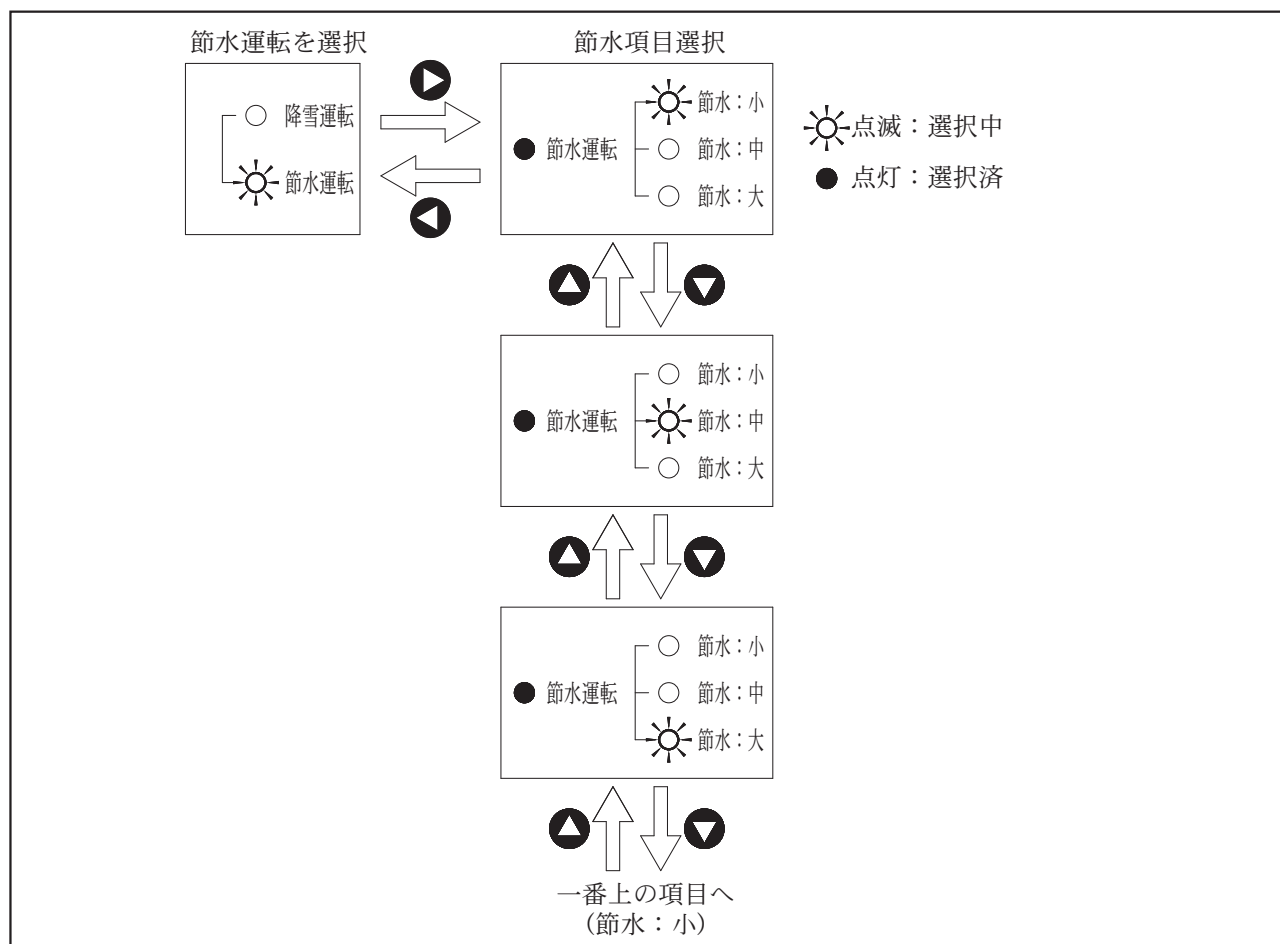 節水運転を選択
節水項目選択
降雪運転
節水運転
節水運転
節水：小
節水：中
節水：大
点滅：選択中
点灯：選択済
節水運転
節水：小
節水：中
節水：大
節水運転
節水：小
節水：中
節水：大
一番上の項目へ
(節水：小)